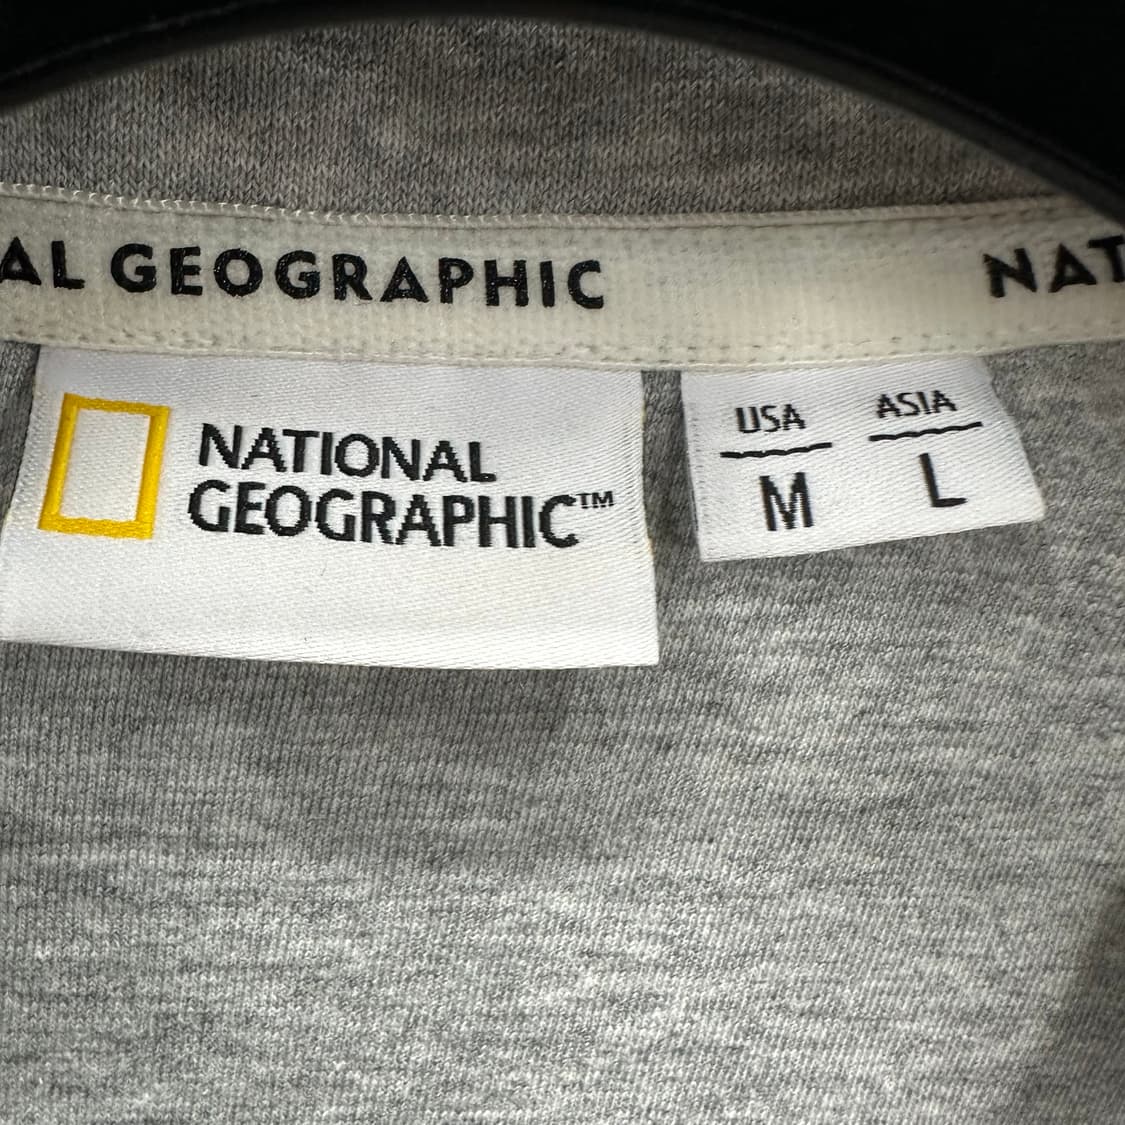 AL GEOGRAPHIC NAT
NATIONAL
GEOGRAPHIC™
USA ASIA
M L